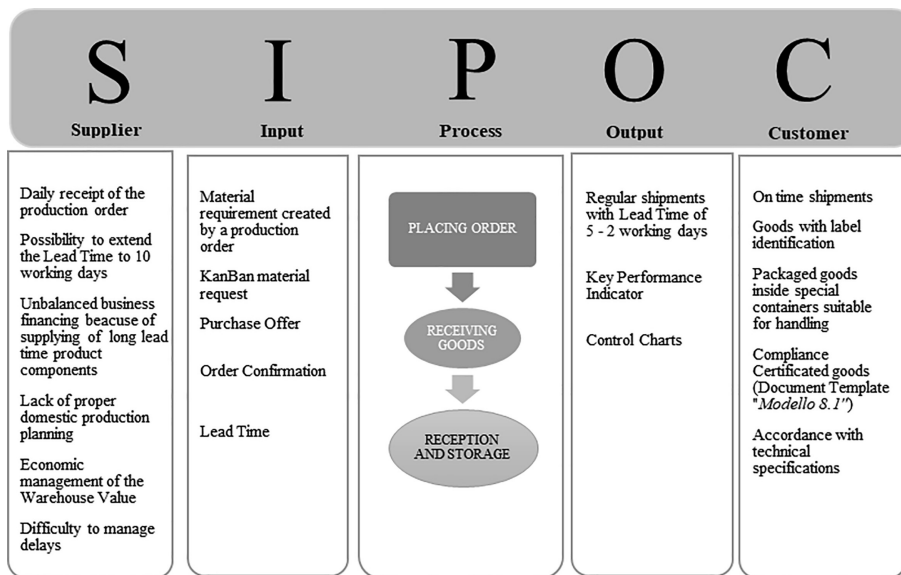 S I P O C
Supplier Input Process Output Customer
Daily receipt of the
production order
Possibility to extend
the Lead Time to 10
working days
Unbalanced business
financing beacuse of
supplying of long lead
time product
components
Lack of proper
domestic production
planning
Economic
management of the
Warehouse Value
Difficulty to manage
delays
Material
requirement created
by a production
order
KanBan material
request
Purchase Offer
Order Confirmation
Lead Time
PLACING ORDER
RECEIVING
GOODS
RECEPTION
AND STORAGE
Regular shipments
with Lead Time of
5 - 2 working days
Key Performance
Indicator
Control Charts
On time shipments
Goods with label
identification
Packaged goods
inside special
containers suitable
for handling
Compliance
Certificated goods
(Document Template
"Modello 8.1")
Accordance with
technical
specifications